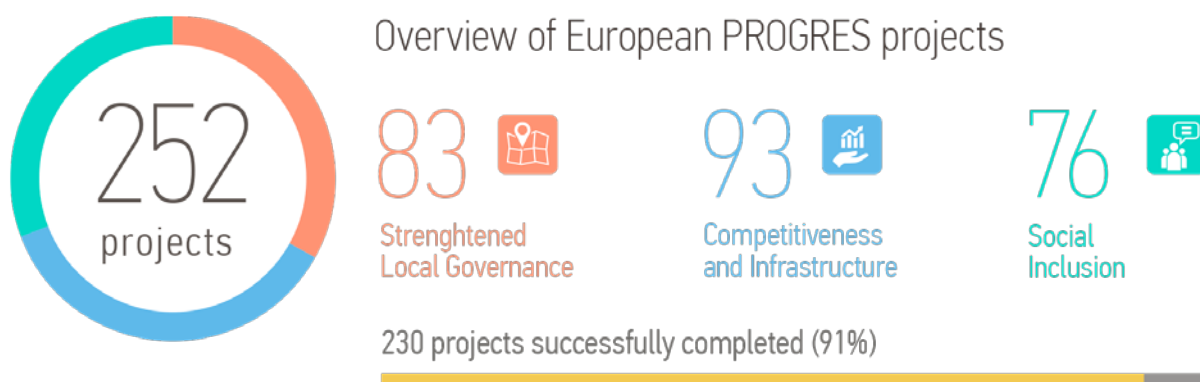 252
projects
Overview of European PROGRES projects
83
Strenghtened
Local Governance
93
Competitiveness
and Infrastructure
76
Social
Inclusion
230 projects successfully completed (91%)